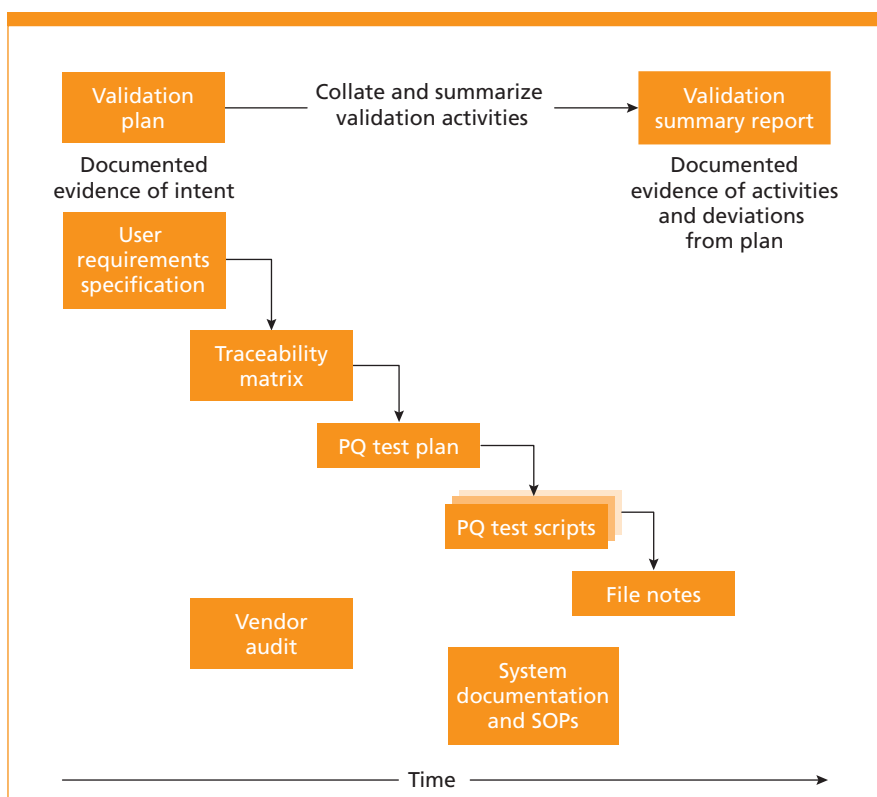 Validation
plan
Collate and summarize
validation activities
Validation
summary report
Documented
evidence of intent
Documented
evidence of activities
and deviations
from plan
User
requirements
specification
Traceability
matrix
PQ test plan
PQ test scripts
File notes
Vendor
audit
System
documentation
and SOPs
Time